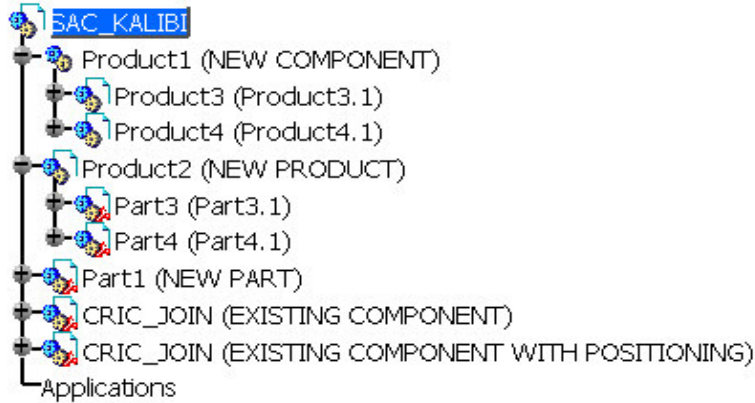 SAC_KALIBI
Product1 (NEW COMPONENT)
Product3 (Product3.1)
Product4 (Product4.1)
Product2 (NEW PRODUCT)
Part3 (Part3.1)
Part4 (Part4.1)
Part1 (NEW PART)
CRIC_JOIN (EXISTING COMPONENT)
CRIC_JOIN (EXISTING COMPONENT WITH POSITIONING)
Applications